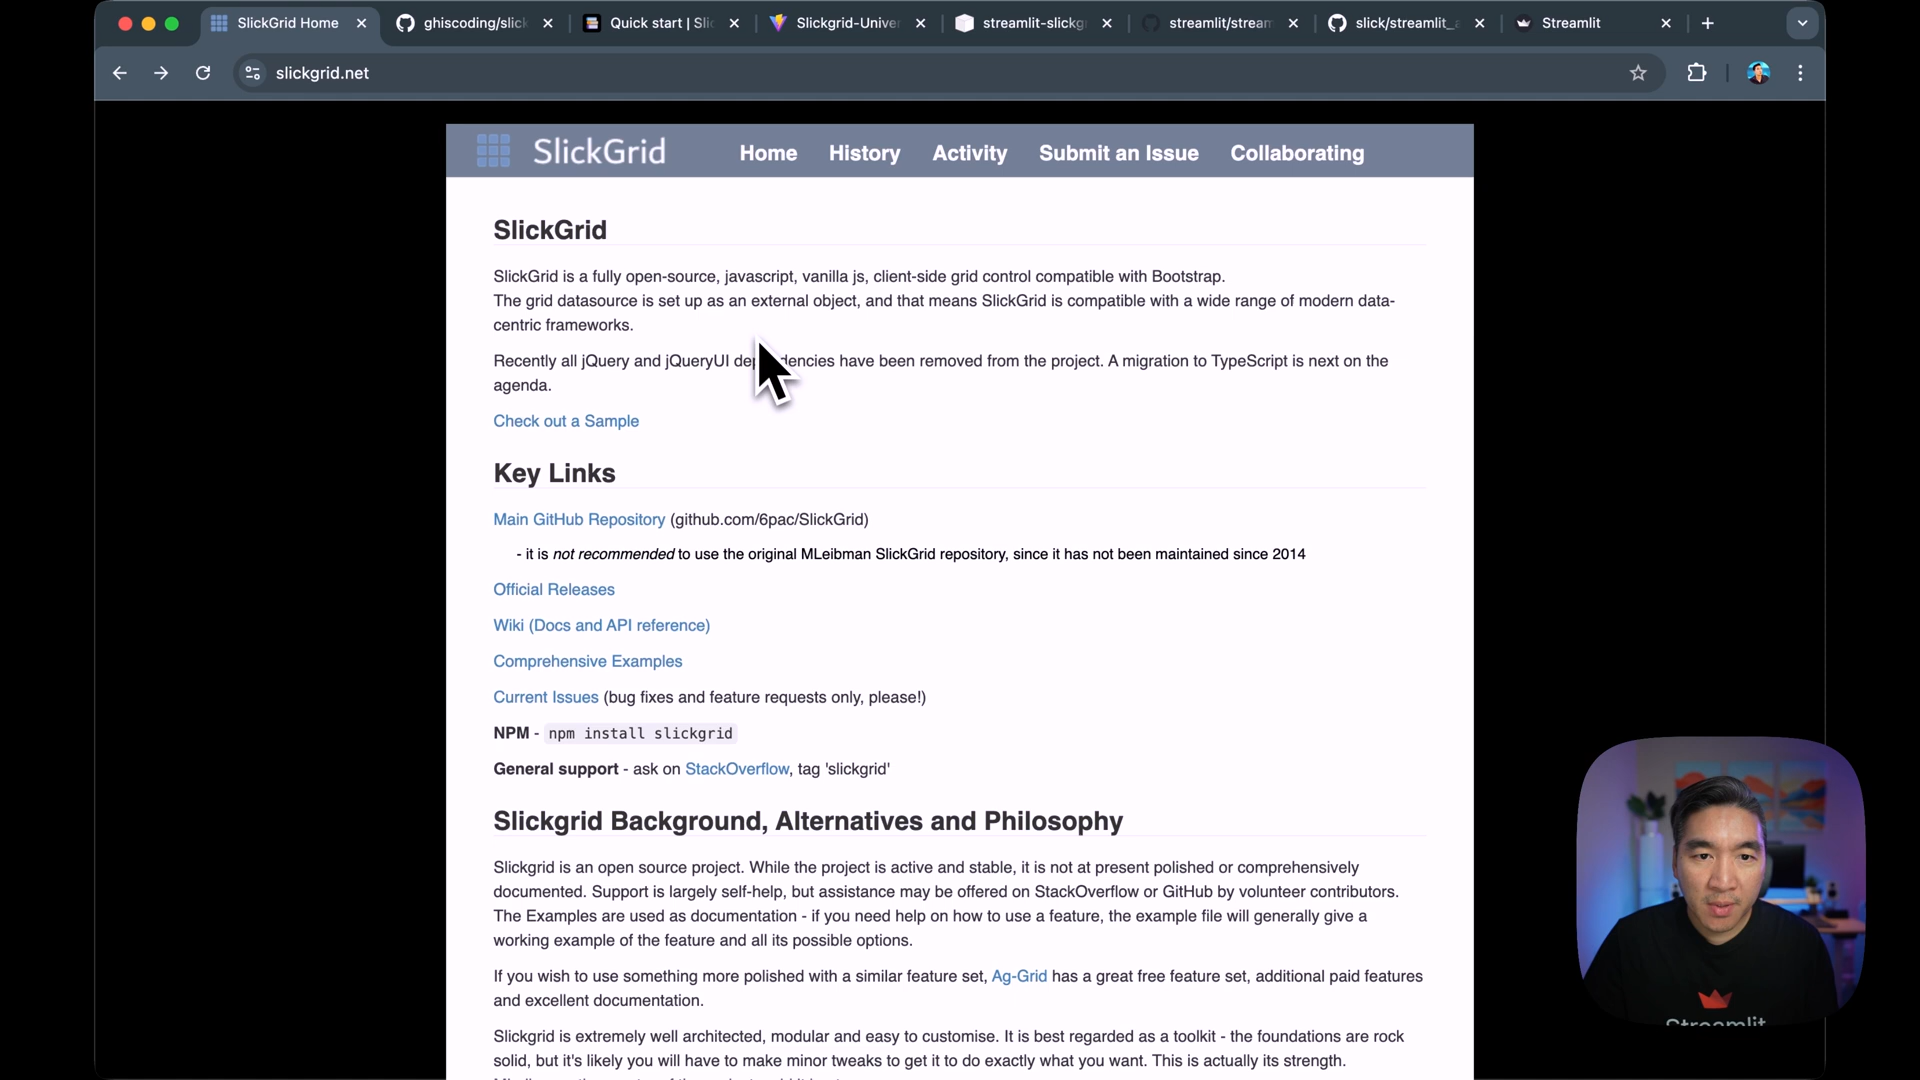 SlickGrid Home
ghiscoding/slick
Quick start | Slic
Slickgrid-Univer
streamlit-slickgr
streamlit/stream
slick/streamlit_a
Streamlit
slickgrid.net
SlickGrid
Home
History
Activity
Submit an Issue
Collaborating
SlickGrid
SlickGrid is a fully open-source, javascript, vanilla js, client-side grid control compatible with Bootstrap.
The grid datasource is set up as an external object, and that means SlickGrid is compatible with a wide range of modern data-
centric frameworks.
Recently all jQuery and jQueryUI dependencies have been removed from the project. A migration to TypeScript is next on the
agenda.
Check out a Sample
Key Links
Main GitHub Repository (github.com/6pac/SlickGrid)
- it is not recommended to use the original MLeibman SlickGrid repository, since it has not been maintained since 2014
Official Releases
Wiki (Docs and API reference)
Comprehensive Examples
Current Issues (bug fixes and feature requests only, please!)
NPM - npm install slickgrid
General support - ask on StackOverflow, tag 'slickgrid'
Slickgrid Background, Alternatives and Philosophy
Slickgrid is an open source project. While the project is active and stable, it is not at present polished or comprehensively
documented. Support is largely self-help, but assistance may be offered on StackOverflow or GitHub by volunteer contributors.
The Examples are used as documentation - if you need help on how to use a feature, the example file will generally give a
working example of the feature and all its possible options.
If you wish to use something more polished with a similar feature set, Ag-Grid has a great free feature set, additional paid features
and excellent documentation.
Slickgrid is extremely well architected, modular and easy to customise. It is best regarded as a toolkit - the foundations are rock
solid, but it's likely you will have to make minor tweaks to get it to do exactly what you want. This is actually its strength.
Streamlit